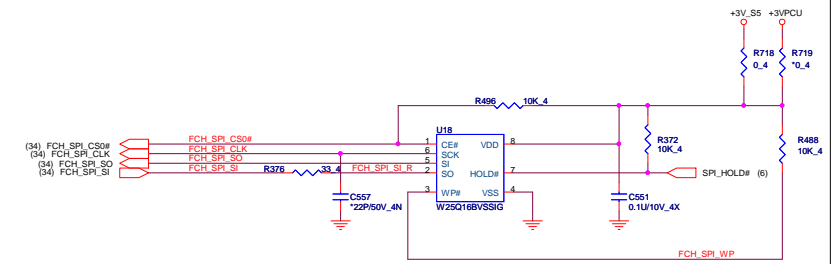 +3V_S5 +3VPCU
R718
0_4
R719
*0_4
R496 10K_4
U18
R372
10K_4
R488
10K_4
(34) FCH_SPI_CS0# FCH_SPI_CS0# 1 CE# VDD 8
(34) FCH_SPI_CLK FCH_SPI_CLK 6 SCK
(34) FCH_SPI_SO FCH_SPI_SO 5 SI
(34) FCH_SPI_SI FCH_SPI_SI R376 33_4 FCH_SPI_SI_R 2 SO HOLD# 7 SPI_HOLD# (6)
3 WP# VSS 4
C557
*22P/50V_4N
W25Q16BVSSIG
C551
0.1U/10V_4X
FCH_SPI_WP